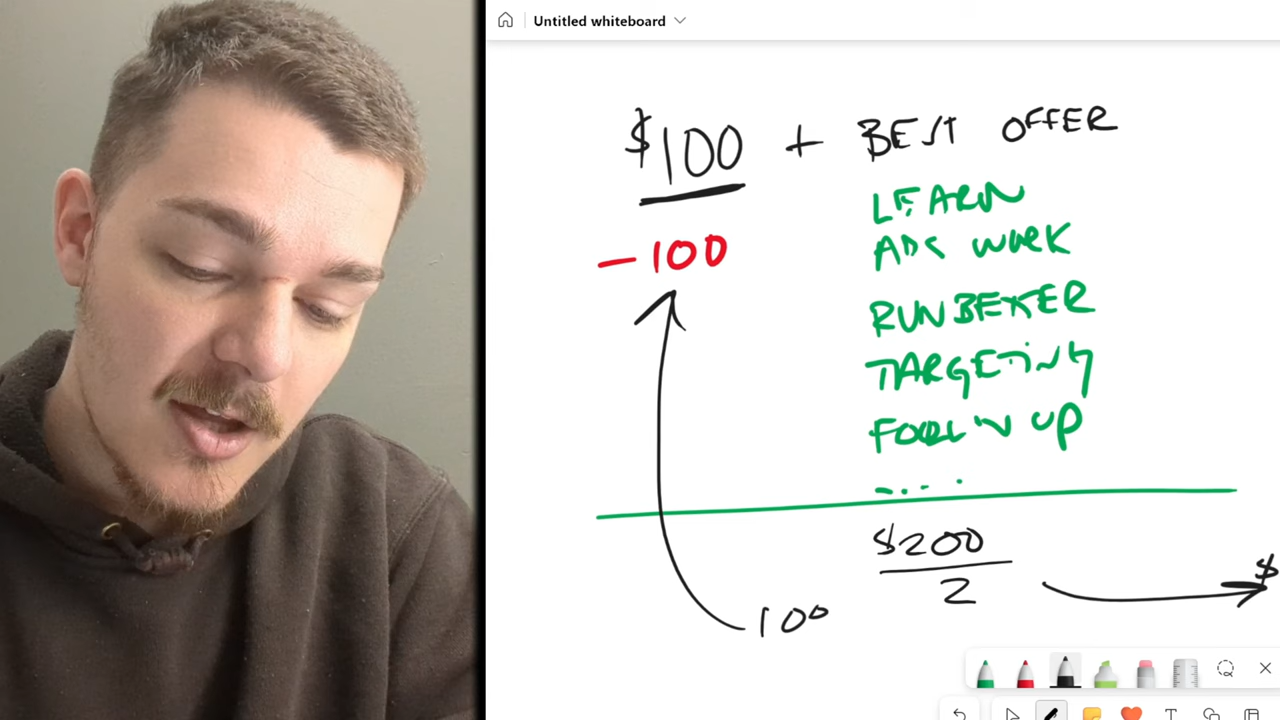 Untitled whiteboard
$100 + BEST OFFER
-100
LEARN
ADS WORK
RUN BETTER
TARGETING
FOLLOW UP
....
$200
2
$
100
T